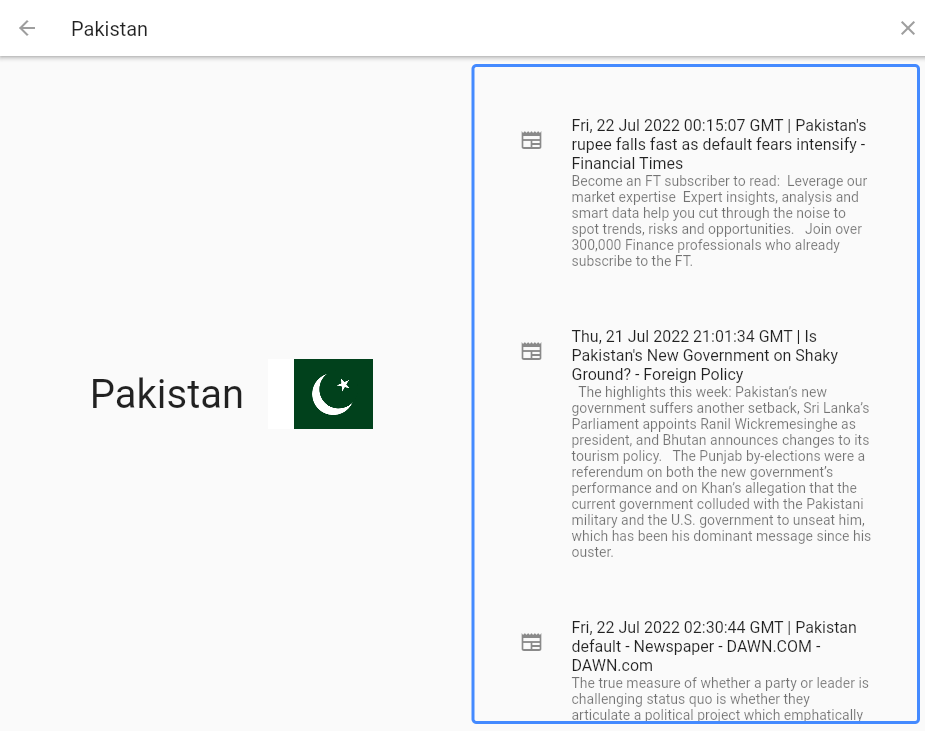 Pakistan
Pakistan
Fri, 22 Jul 2022 00:15:07 GMT | Pakistan's
rupee falls fast as default fears intensify -
Financial Times
Become an FT subscriber to read:  Leverage our
market expertise  Expert insights, analysis and
smart data help you cut through the noise to
spot trends, risks and opportunities.   Join over
300,000 Finance professionals who already
subscribe to the FT.
Thu, 21 Jul 2022 21:01:34 GMT | Is
Pakistan's New Government on Shaky
Ground? - Foreign Policy
The highlights this week: Pakistan’s new
government suffers another setback, Sri Lanka’s
Parliament appoints Ranil Wickremesinghe as
president, and Bhutan announces changes to its
tourism policy.   The Punjab by-elections were a
referendum on both the new government’s
performance and on Khan’s allegation that the
current government colluded with the Pakistani
military and the U.S. government to unseat him,
which has been his dominant message since his
ouster.
Fri, 22 Jul 2022 02:30:44 GMT | Pakistan
default - Newspaper - DAWN.COM -
DAWN.com
The true measure of whether a party or leader is
challenging status quo is whether they
articulate a political project which emphatically